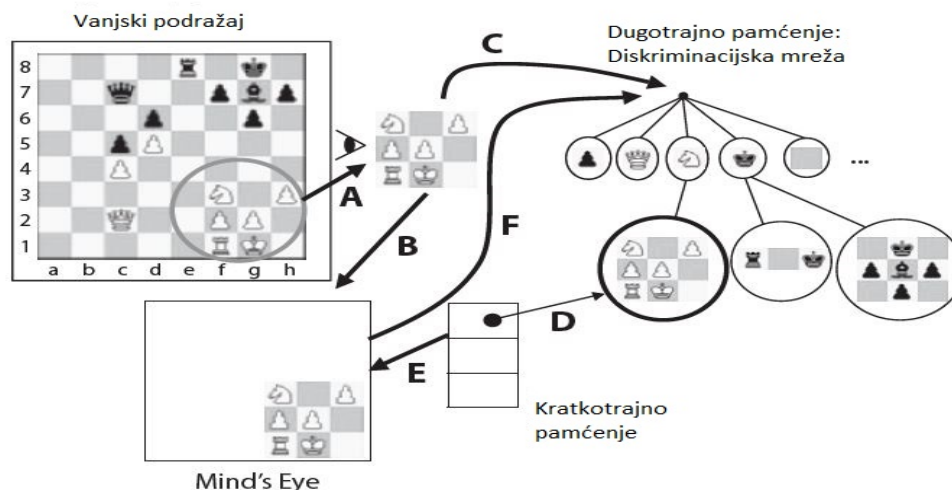 Vanjski podražaj
Dugotrajno pamćenje:
Diskriminacijska mreža
C
8
7
6
5
4
3
2
1
a b c d e f g h
A
B
F
...
D
E
Kratkotrajno
pamćenje
Mind's Eye